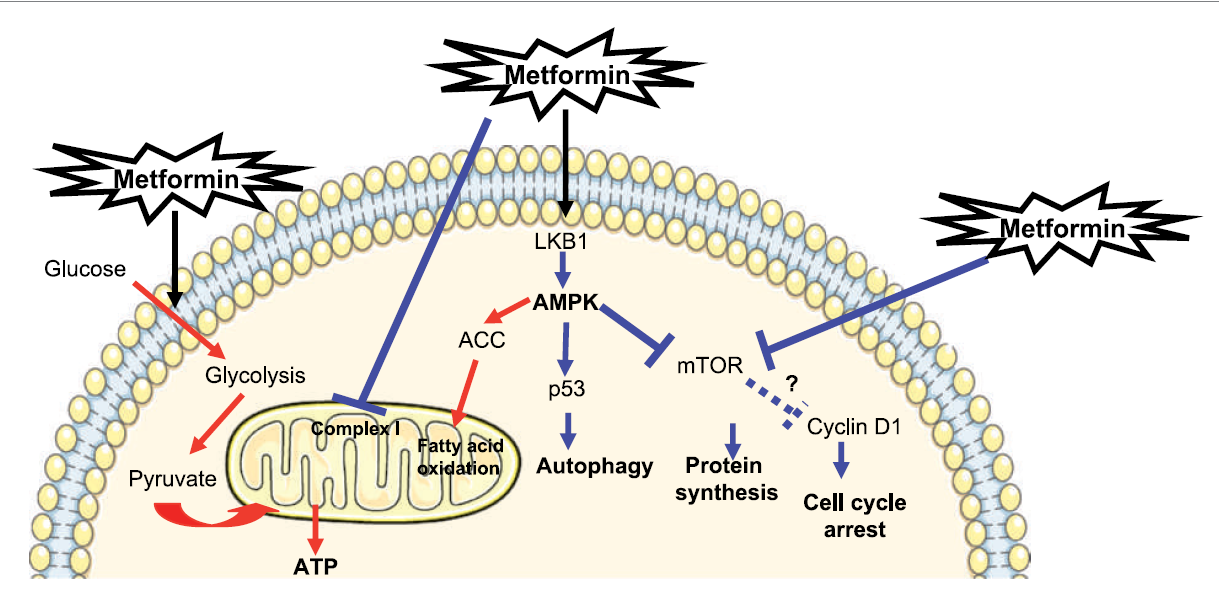 Metformin
Metformin
Metformin
Glucose
LKB1
AMPK
ACC
mTOR
Glycolysis
p53
?
Complex I
Cyclin D1
Fatty acid
oxidation
Pyruvate
Autophagy
Protein
synthesis
Cell cycle
arrest
ATP